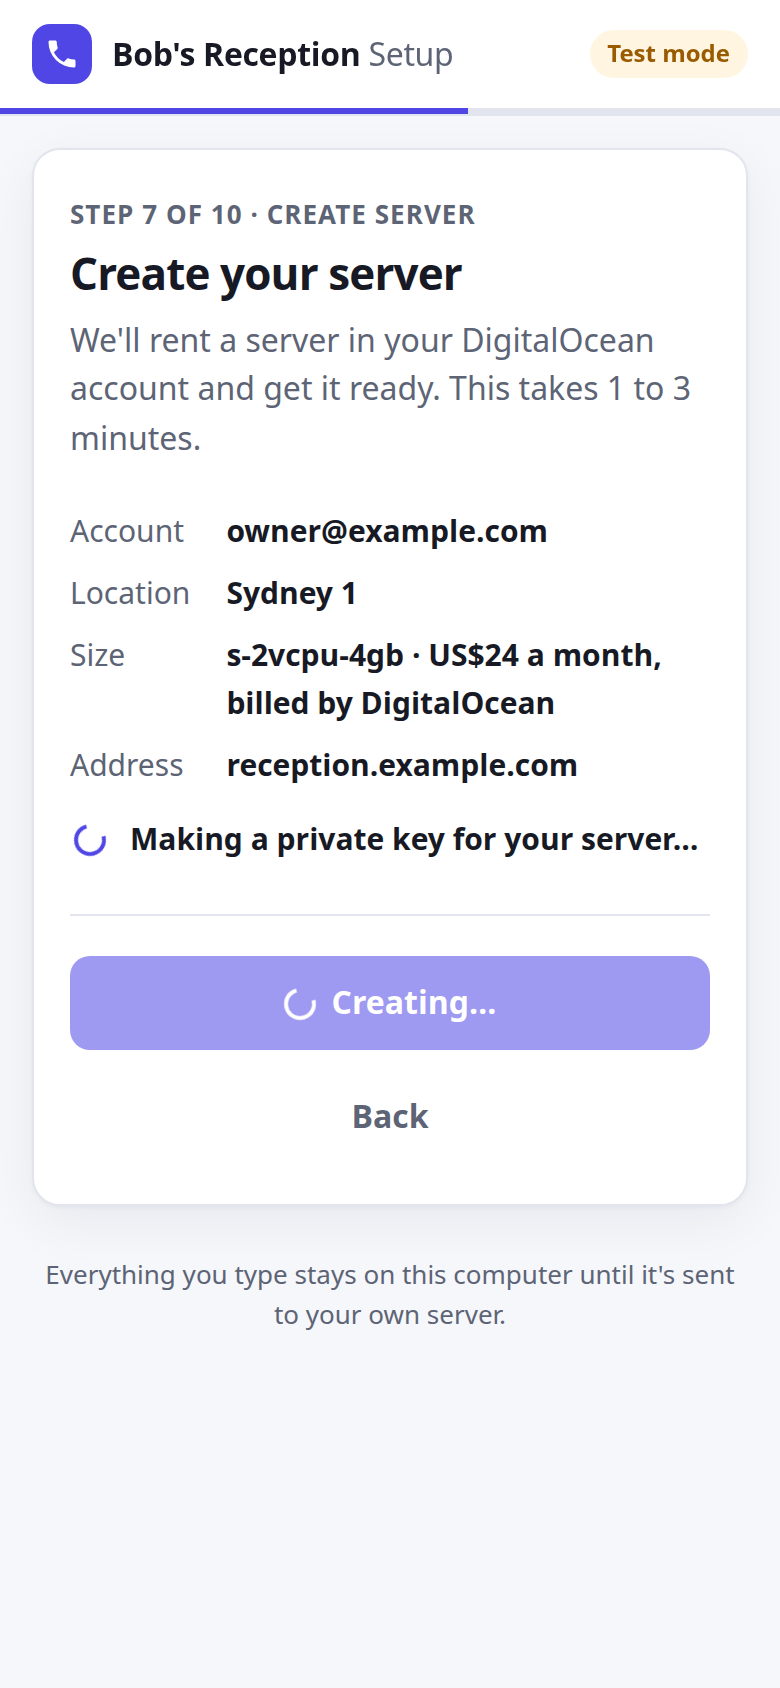 Bob's Reception Setup
Test mode
STEP 7 OF 10 · CREATE SERVER
Create your server
We'll rent a server in your DigitalOcean
account and get it ready. This takes 1 to 3
minutes.
Account owner@example.com
Location Sydney 1
Size s-2vcpu-4gb · US$24 a month,
billed by DigitalOcean
Address reception.example.com
Making a private key for your server...
Creating...
Back
Everything you type stays on this computer until it's sent
to your own server.